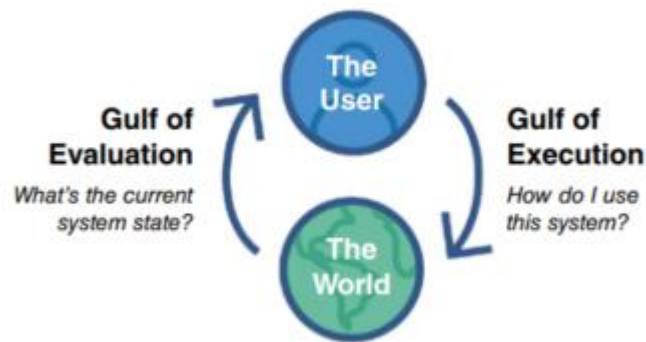 The
User
Gulf of
Evaluation
What's the current
system state?
Gulf of
Execution
How do I use
this system?
The
World